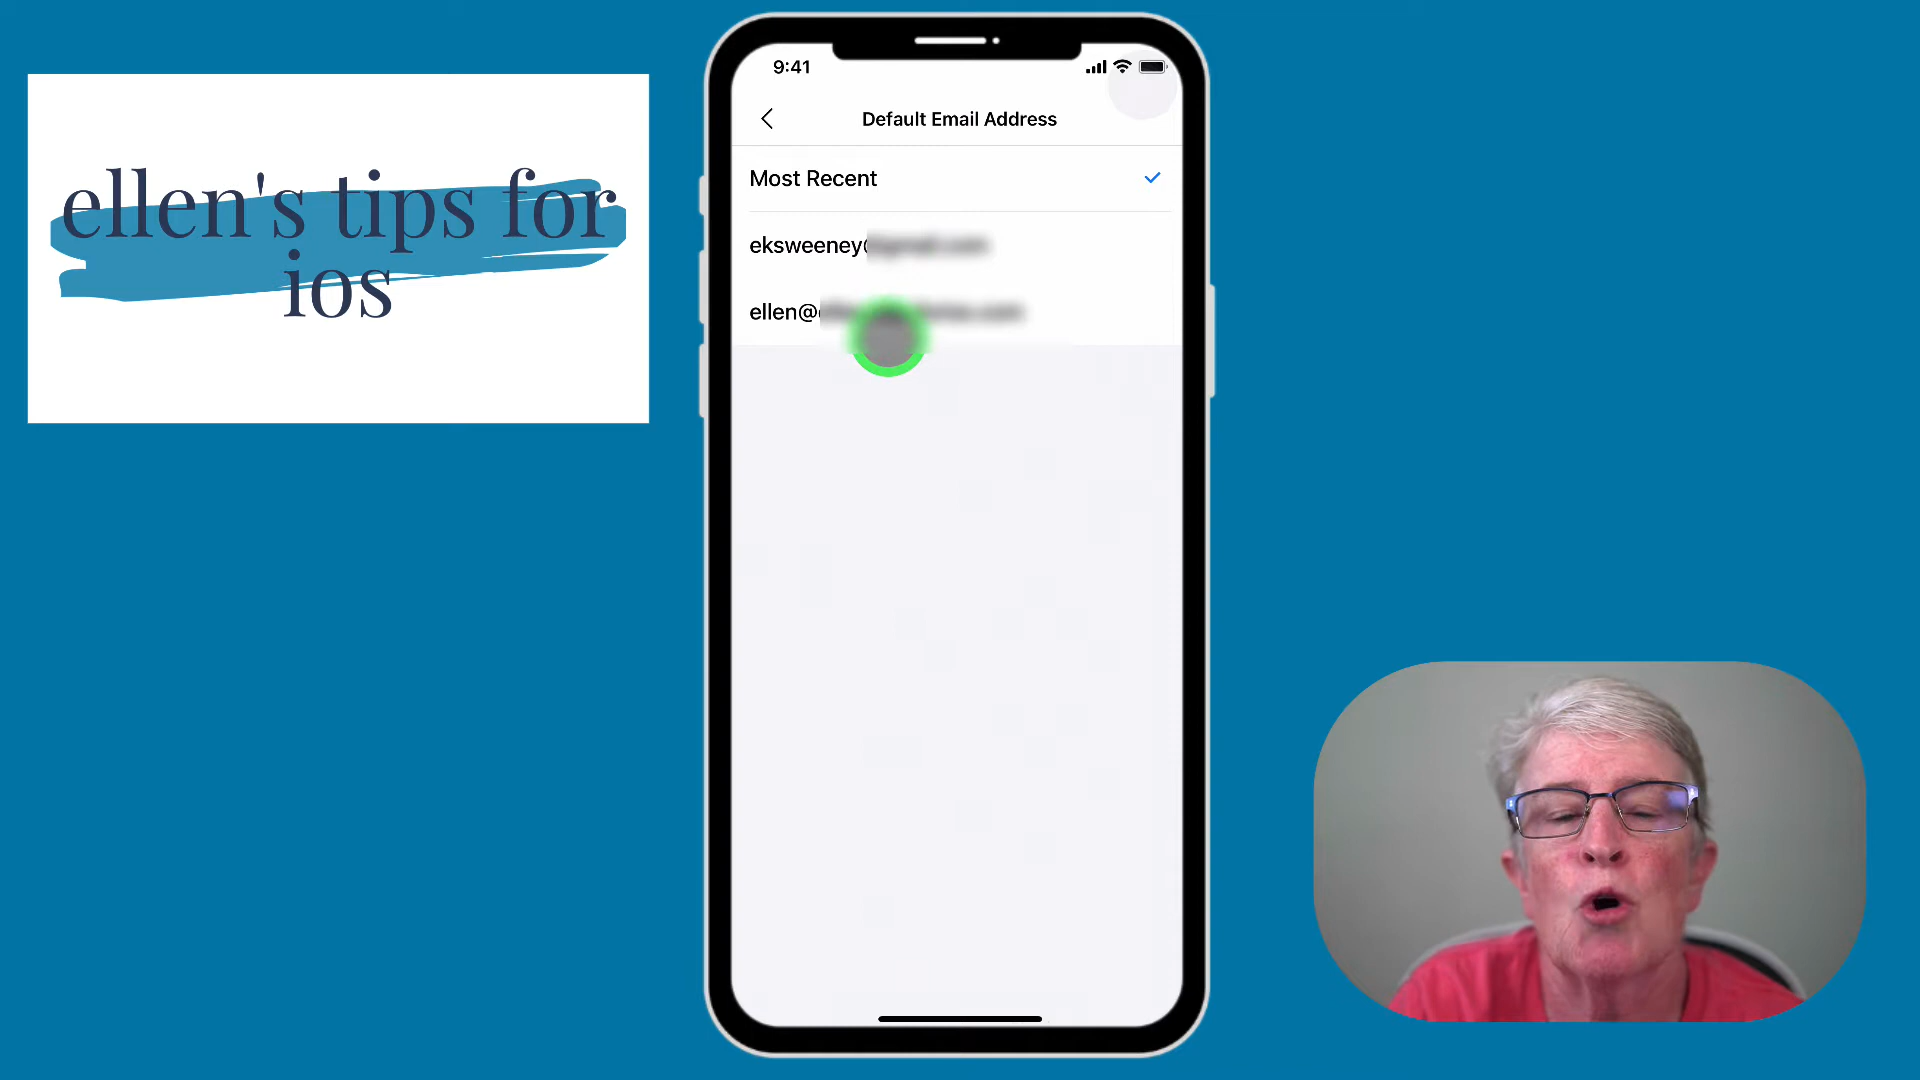 ellen's tips for
ios
9:41
Default Email Address
Most Recent
eksweeney
ellen@